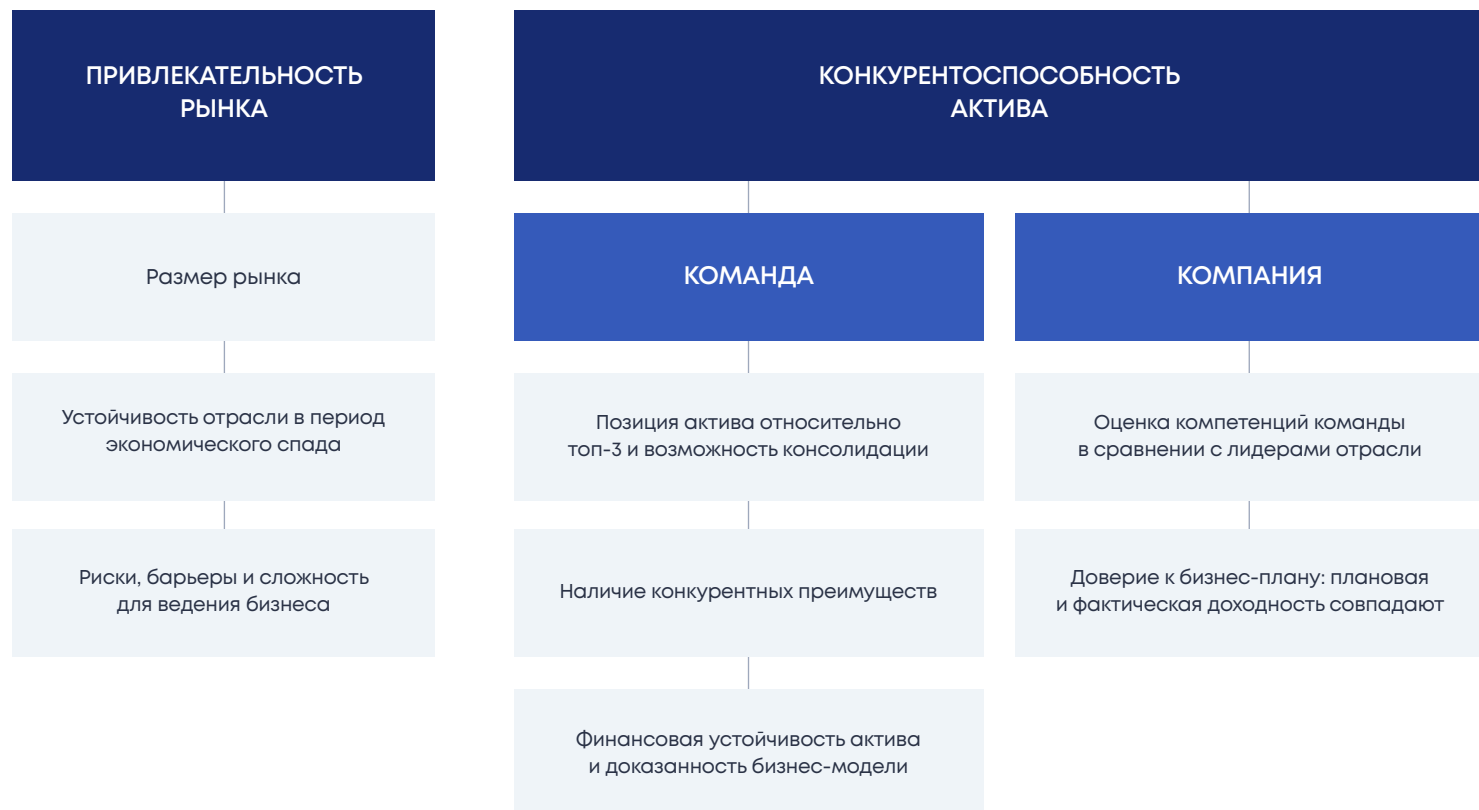 ПРИВЛЕКАТЕЛЬНОСТЬ
РЫНКА
Размер рынка
Устойчивость отрасли в период
экономического спада
Риски, барьеры и сложность
для ведения бизнеса
КОНКУРЕНТОСПОСОБНОСТЬ
АКТИВА
КОМАНДА
Позиция актива относительно
топ-3 и возможность консолидации
Наличие конкурентных преимуществ
Финансовая устойчивость актива
и доказанность бизнес-модели
КОМПАНИЯ
Оценка компетенций команды
в сравнении с лидерами отрасли
Доверие к бизнес-плану: плановая
и фактическая доходность совпадают